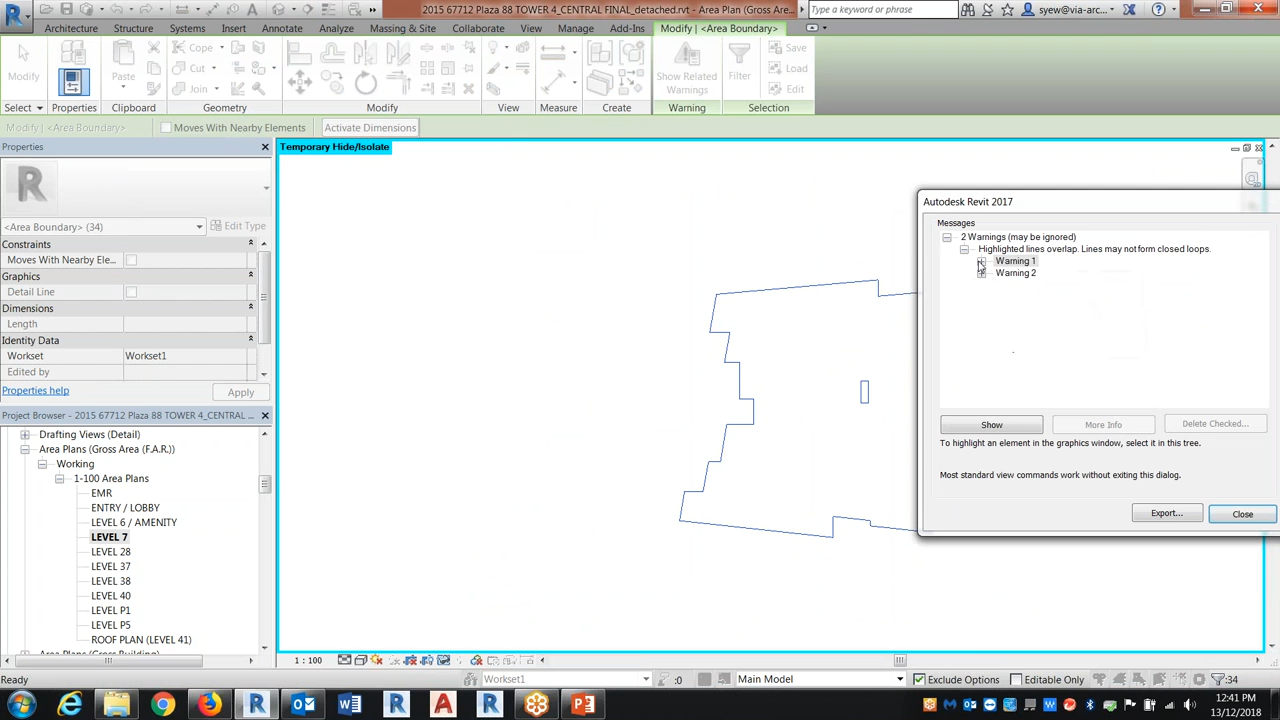 2015 67712 Plaza 88 TOWER 4_CENTRAL FINAL_detached.rvt - Area Plan (Gross Are...
Type a keyword or phrase
syew@via-arc...
Architecture Structure Systems Insert Annotate Analyze Massing & Site Collaborate View Manage Add-Ins Modify | <Area Boundary>
Modify
Paste
Cope
Cut
Join
Show Related Warnings
Filter
Save
Load
Edit
Select Properties Clipboard Geometry Modify View Measure Create Warning Selection
Modify | <Area Boundary> Moves With Nearby Elements Activate Dimensions
Properties
<Area Boundary> (34) Edit Type
Constraints
Moves With Nearby Ele...
Graphics
Detail Line
Dimensions
Length
Identity Data
Workset Workset1
Edited by
Properties help Apply
Project Browser - 2015 67712 Plaza 88 TOWER 4_CENTRAL ...
Drafting Views (Detail)
Area Plans (Gross Area (F.A.R.))
Working
1-100 Area Plans
EMR
ENTRY / LOBBY
LEVEL 6 / AMENITY
LEVEL 7
LEVEL 28
LEVEL 37
LEVEL 38
LEVEL 40
LEVEL P1
LEVEL P5
ROOF PLAN (LEVEL 41)
Temporary Hide/Isolate
Autodesk Revit 2017
Messages
2 Warnings (may be ignored)
Highlighted lines overlap. Lines may not form closed loops.
Warning 1
Warning 2
Show More Info Delete Checked...
To highlight an element in the graphics window, select it in this tree.
Most standard view commands work without exiting this dialog.
Export... Close
1 : 100
Ready Workset1 :0 Main Model Exclude Options Editable Only :34
12:41 PM
13/12/2018